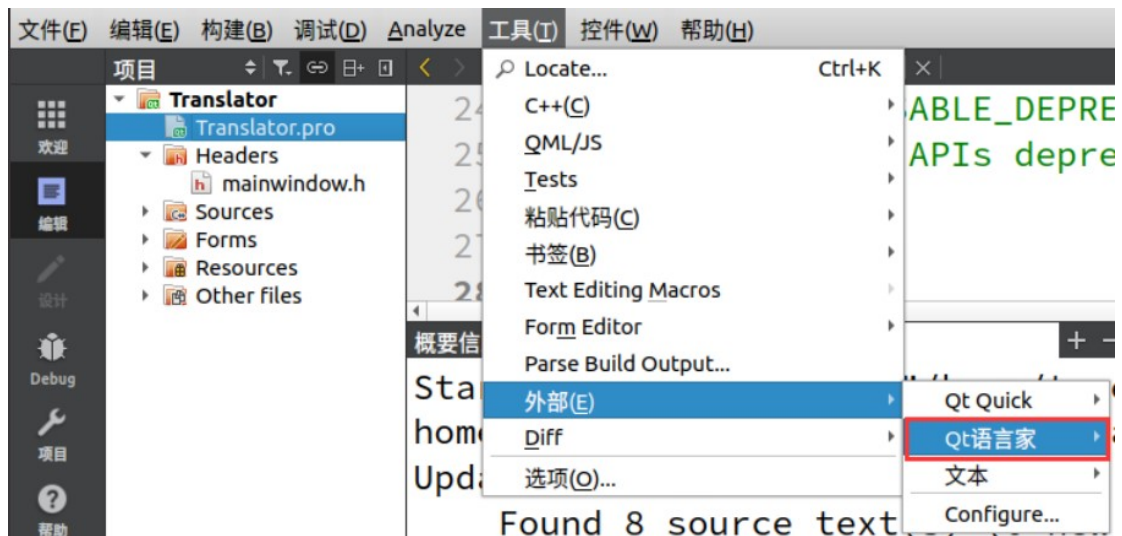 文件(F) 编辑(E) 构建(B) 调试(D) Analyze 工具(T) 控件(W) 帮助(H)
项目
欢迎
编辑
设计
Debug
项目
帮助
Translator
Translator.pro
Headers
mainwindow.h
Sources
Forms
Resources
Other files
24
25
26
27
28
ABLE_DEPRE
APIs depre
概要信
Sta
home
Upda
Found 8 source text(
Locate... Ctrl+K
C++(C)
QML/JS
Tests
粘贴代码(C)
书签(B)
Text Editing Macros
Form Editor
Parse Build Output...
外部(E)
Diff
选项(O)...
Qt Quick
Qt语言家
文本
Configure...